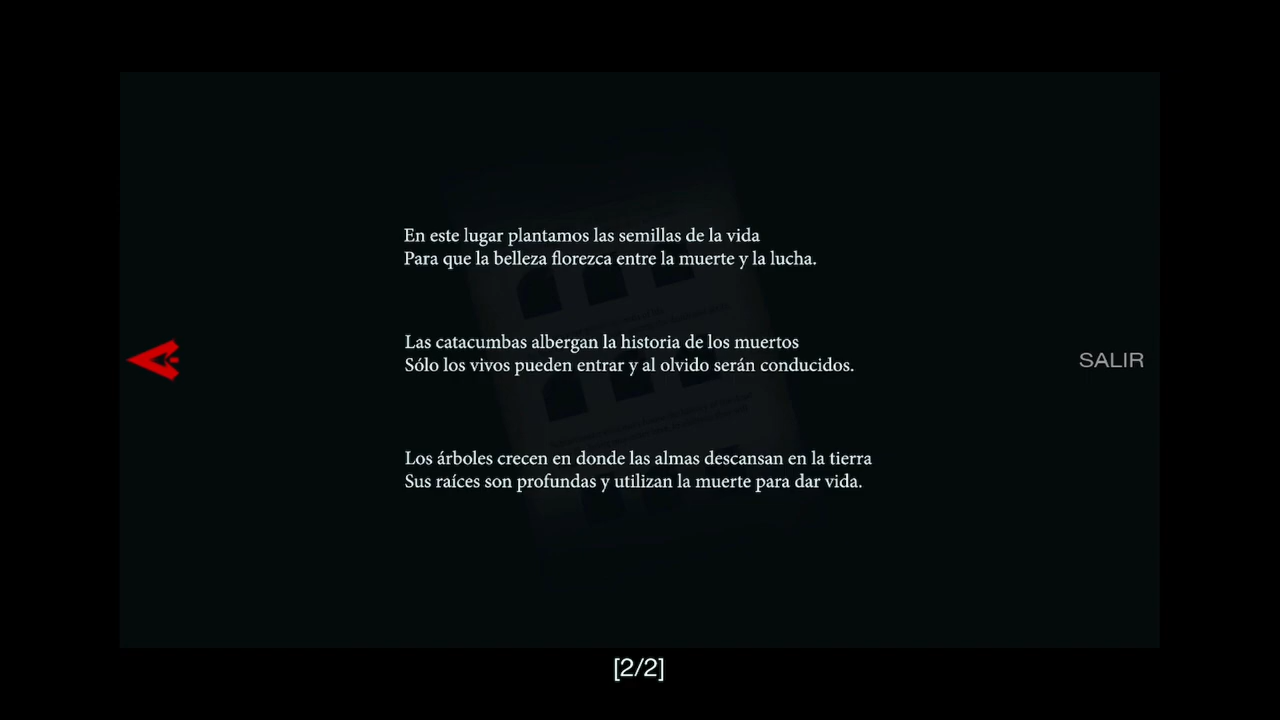 En este lugar plantamos las semillas de la vida
Para que la belleza florezca entre la muerte y la lucha.
Las catacumbas albergan la historia de los muertos
Sólo los vivos pueden entrar y al olvido serán conducidos.
SALIR
Los árboles crecen en donde las almas descansan en la tierra
Sus raíces son profundas y utilizan la muerte para dar vida.
[2/2]